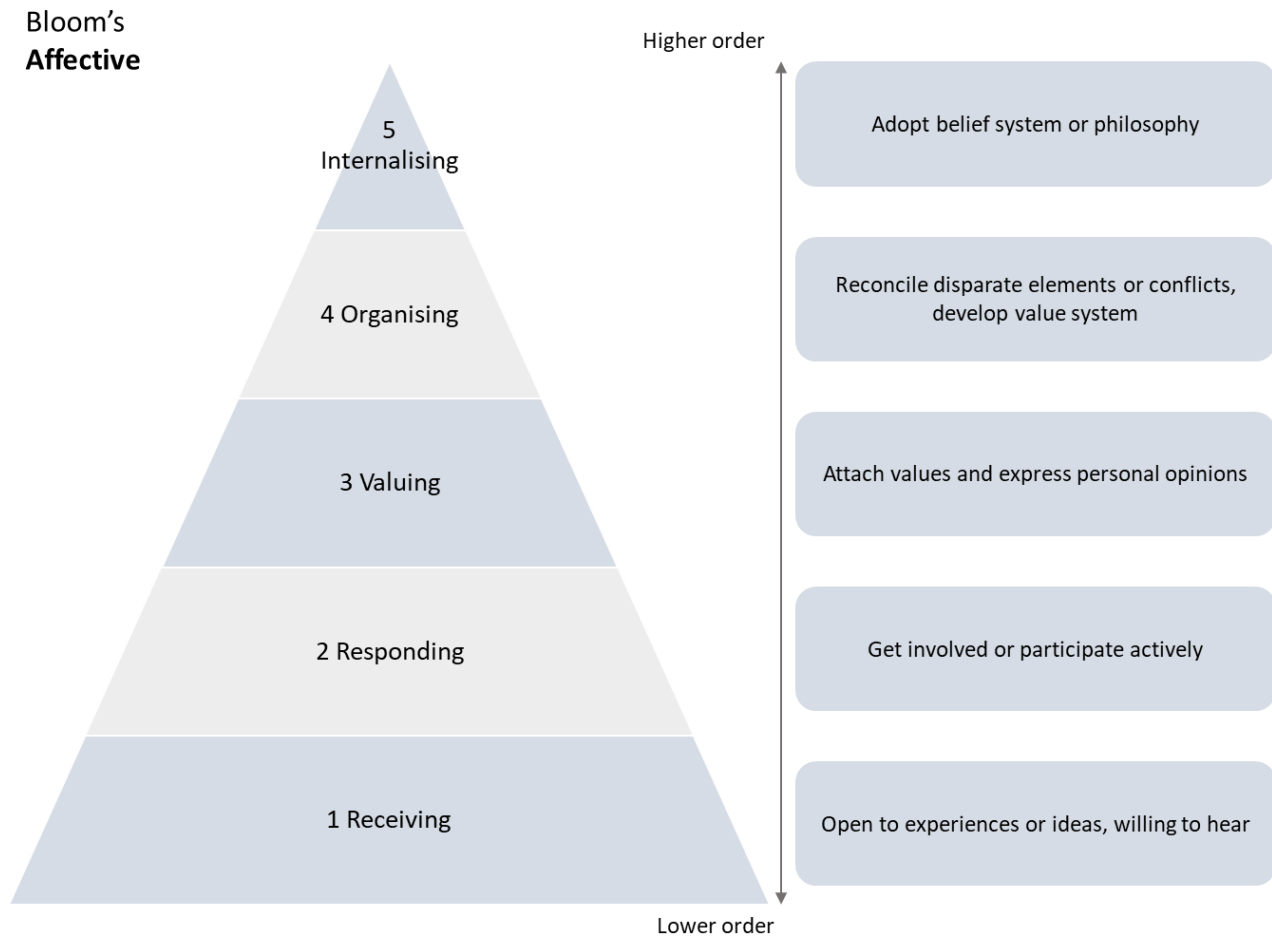 Bloom's
Affective
Higher order
5
Internalising
Adopt belief system or philosophy
4 Organising
Reconcile disparate elements or conflicts,
develop value system
3 Valuing
Attach values and express personal opinions
2 Responding
Get involved or participate actively
1 Receiving
Open to experiences or ideas, willing to hear
Lower order